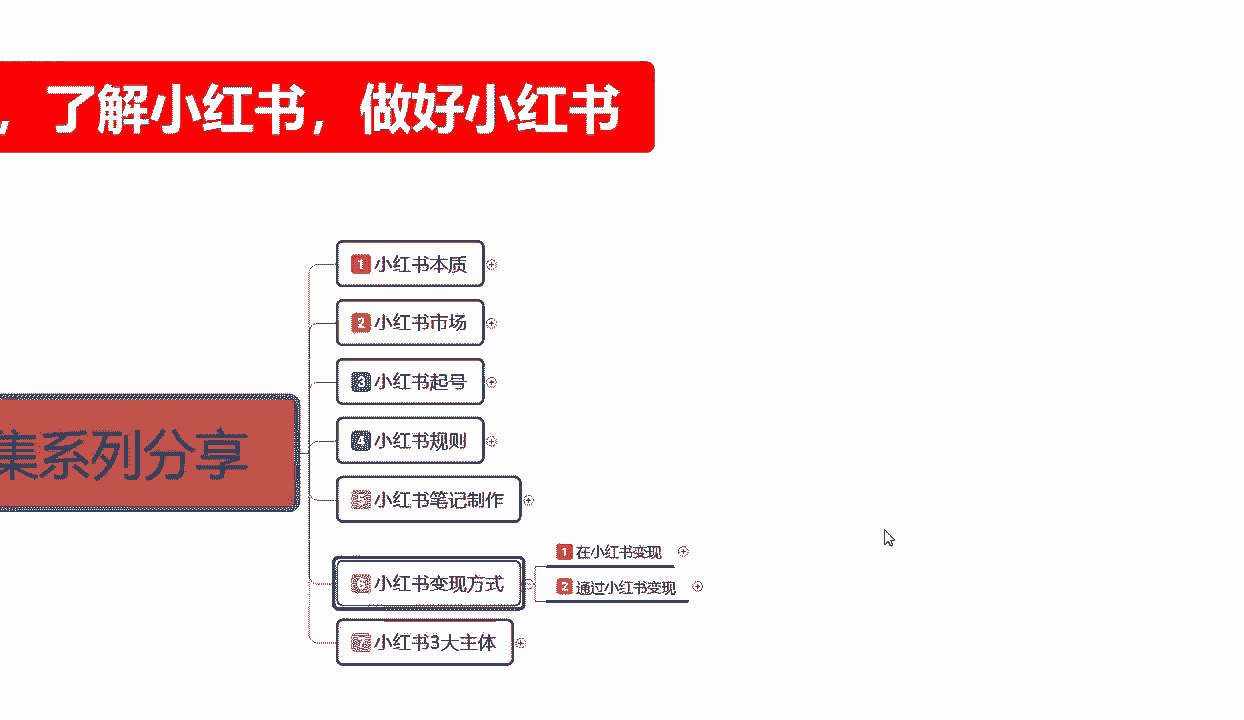 ，了解小红书，做好小红书
1 小红书本质
2 小红书市场
3 小红书起号
4 小红书规则
集系列分享
5 小红书笔记制作
1 在小红书变现
6 小红书变现方式
2 通过小红书变现
7 小红书3大主体